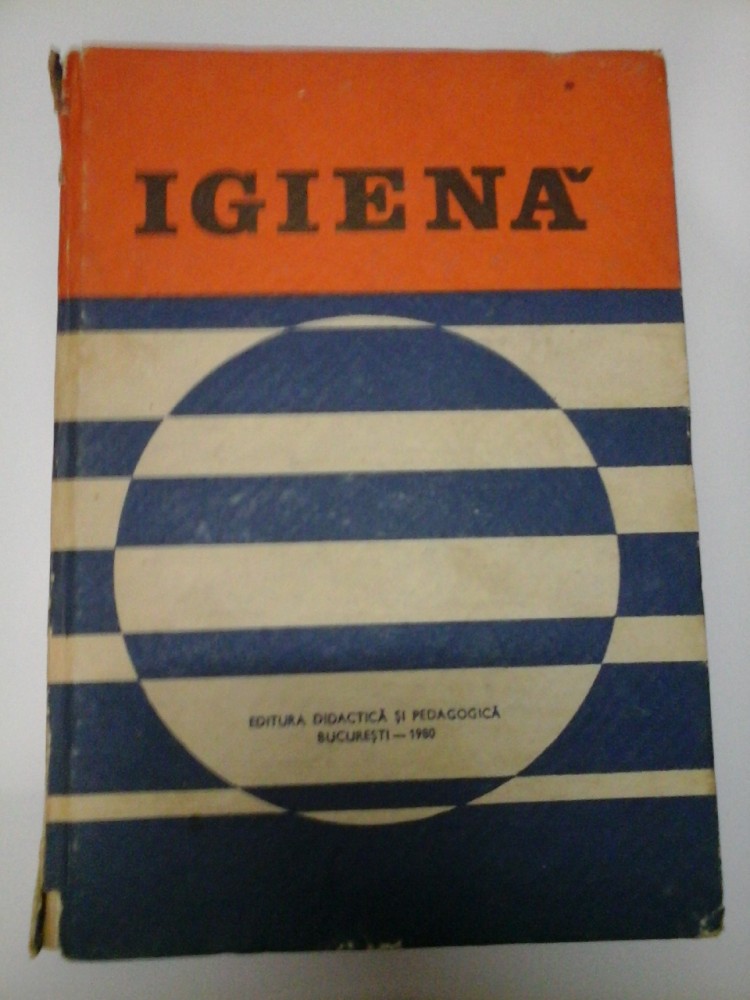 IGIENĂ
EDITURA DIDACTICĂ ŞI PEDAGOGICĂ
BUCUREŞTI — 1980